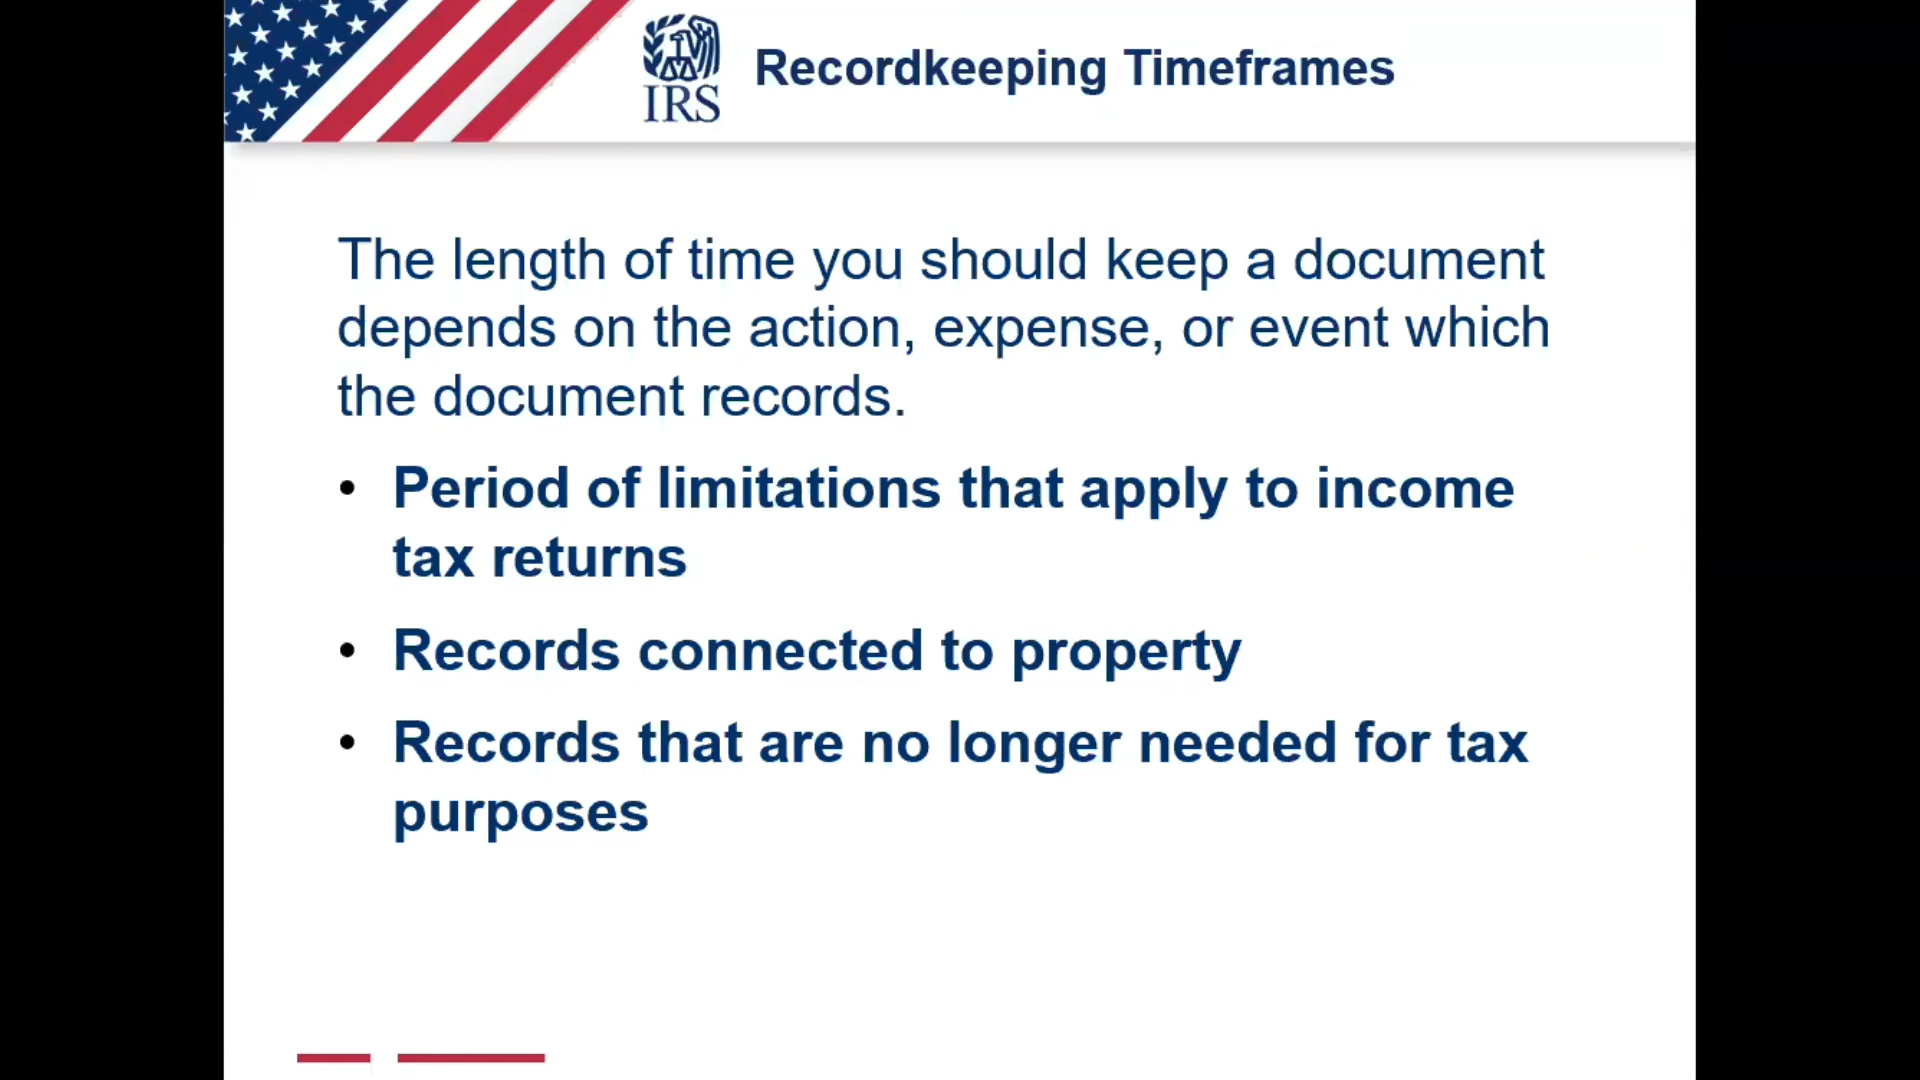 IRS
Recordkeeping Timeframes
The length of time you should keep a document
depends on the action, expense, or event which
the document records.
• Period of limitations that apply to income
tax returns
• Records connected to property
• Records that are no longer needed for tax
purposes